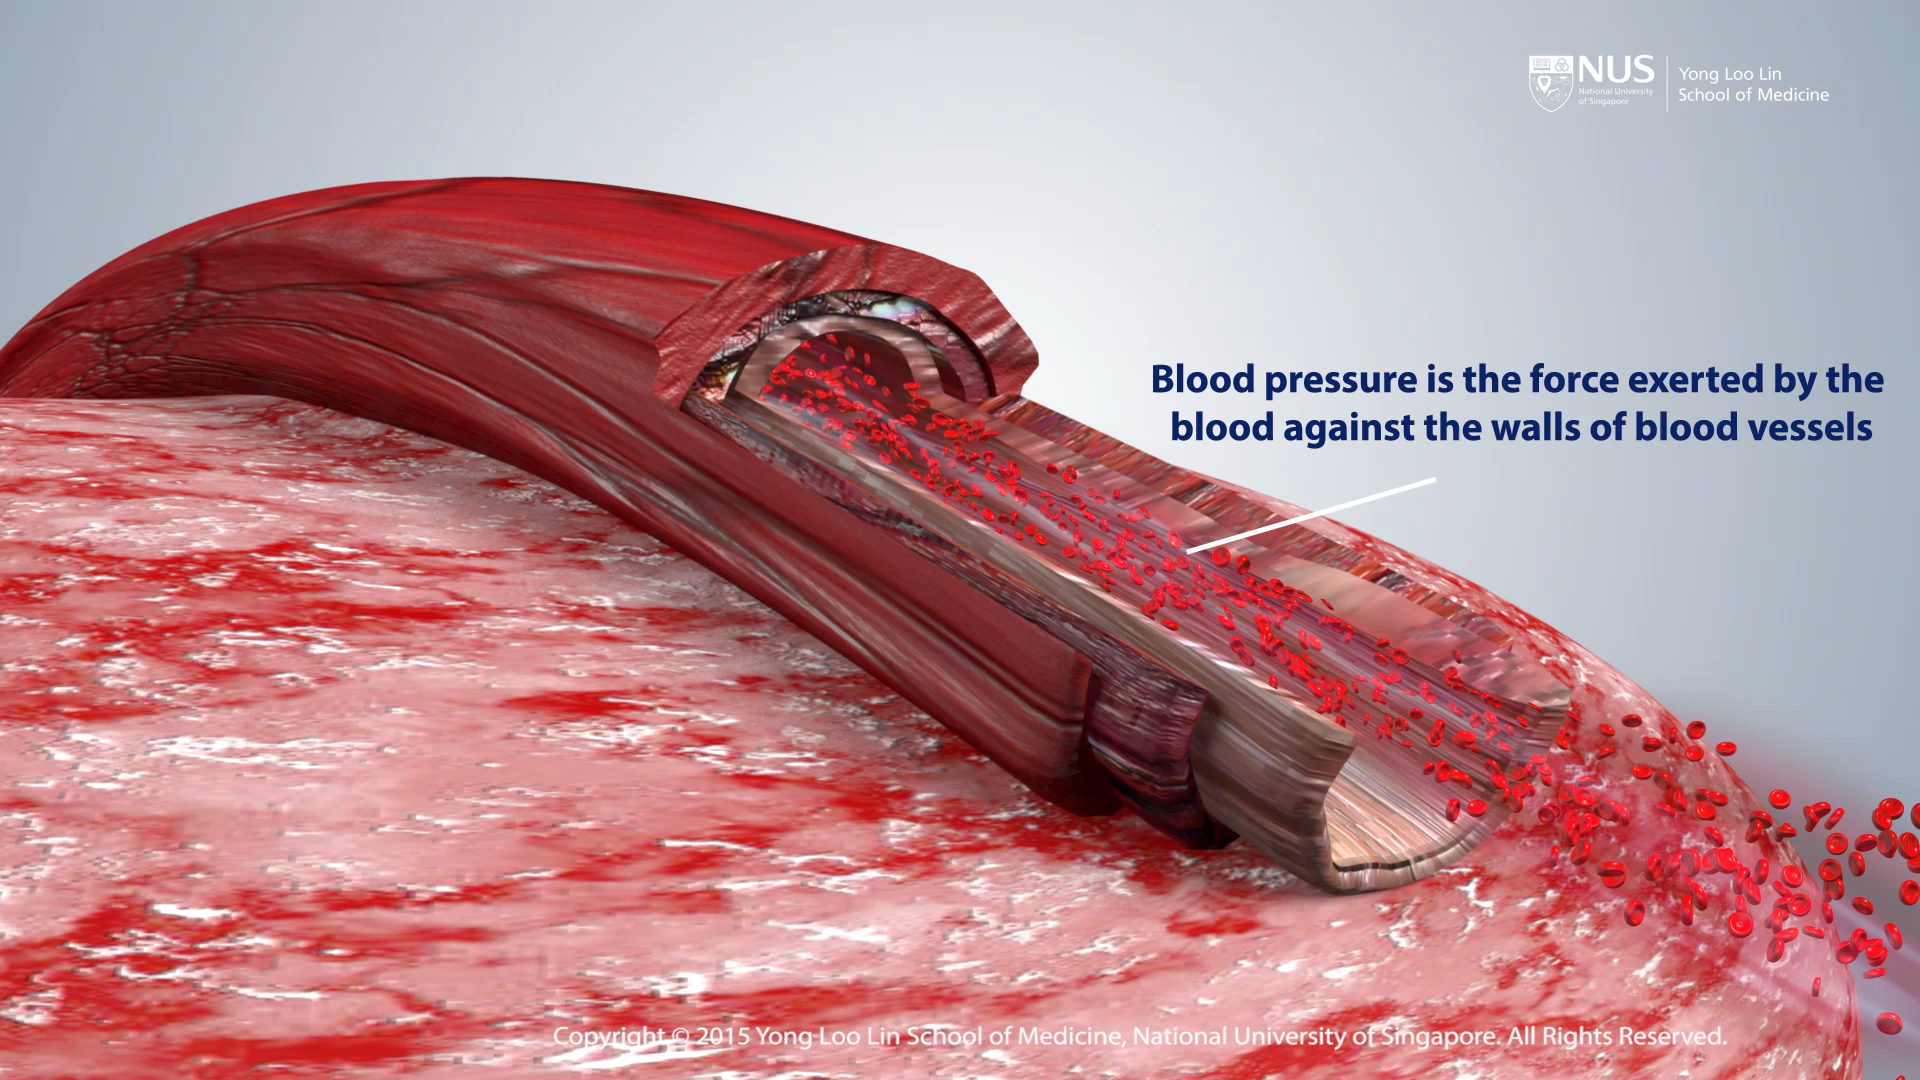 NUS
National University
of Singapore
Yong Loo Lin
School of Medicine
Blood pressure is the force exerted by the
blood against the walls of blood vessels
Copyright © 2015 Yong Loo Lin School of Medicine, National University of Singapore. All Rights Reserved.